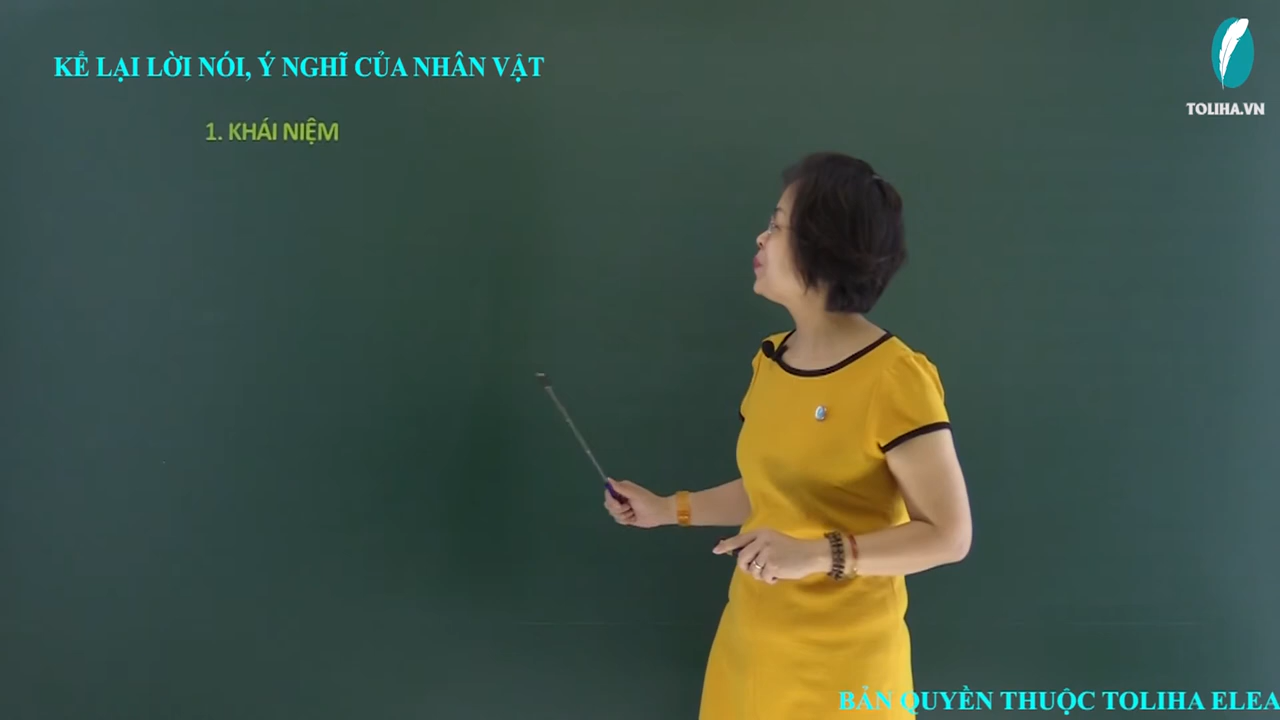 KỂ LẠI LỜI NÓI, Ý NGHĨ CỦA NHÂN VẬT
TOLIHA.VN
1. KHÁI NIỆM
BẢN QUYỀN THUỘC TOLIHA ELEA